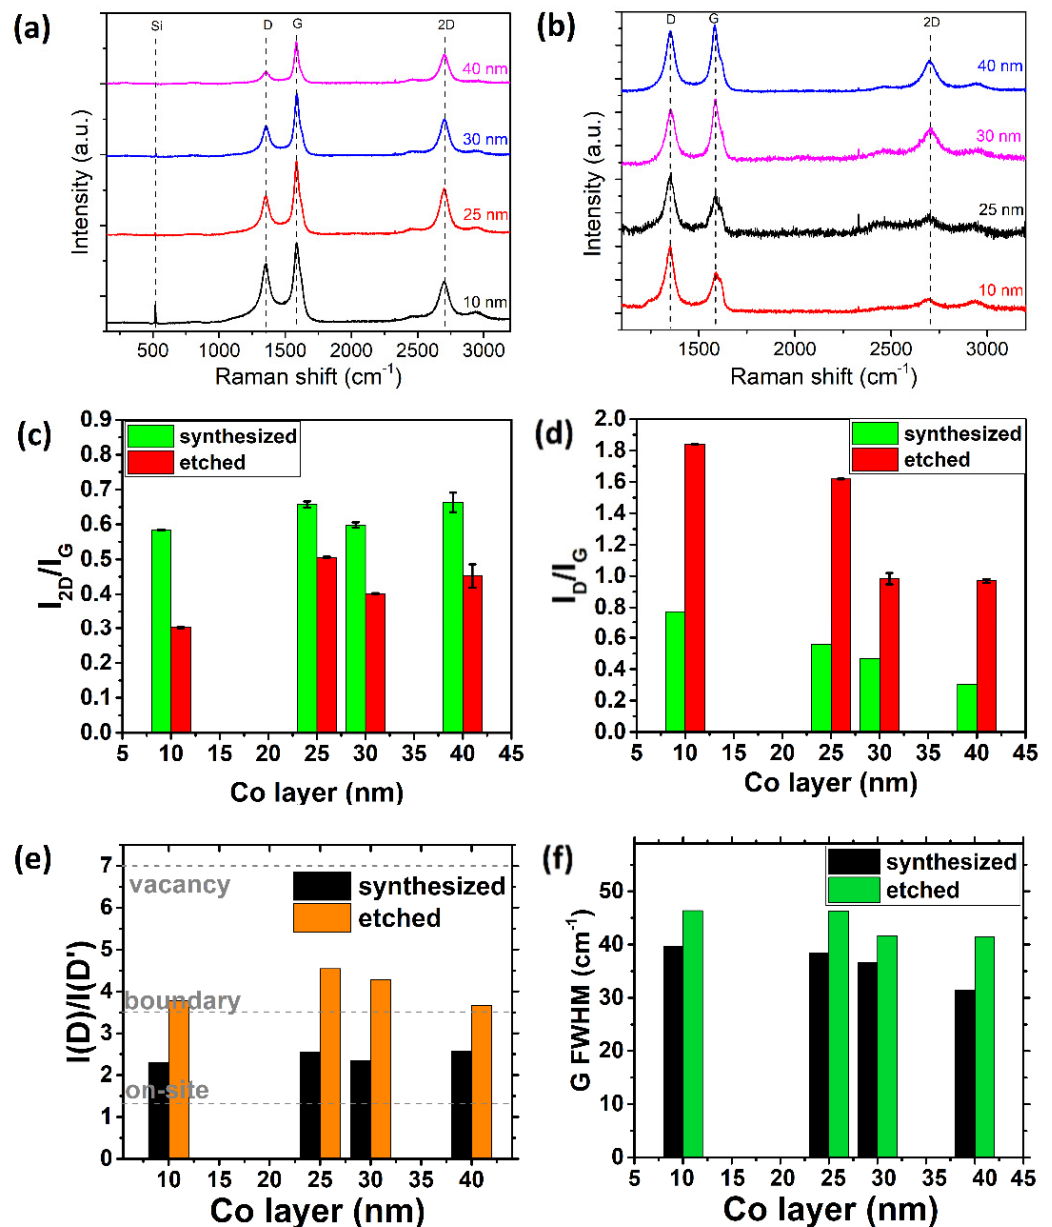 (a)
Si
D
G
2D
40 nm
30 nm
25 nm
10 nm
Intensity (a.u.)
500 1000 1500 2000 2500 3000
Raman shift (cm⁻¹)
(b)
D
G
2D
40 nm
30 nm
25 nm
10 nm
Intensity (a.u.)
1500 2000 2500 3000
Raman shift (cm⁻¹)
(c)
synthesized
etched
0.9
0.8
0.7
0.6
0.5
0.4
0.3
0.2
0.1
0.0
I2D/IG
5 10 15 20 25 30 35 40 45
Co layer (nm)
(d)
synthesized
etched
2.0
1.8
1.6
1.4
1.2
1.0
0.8
0.6
0.4
0.2
0.0
ID/IG
5 10 15 20 25 30 35 40 45
Co layer (nm)
(e)
synthesized
etched
7
6
5
4
3
2
1
0
vacancy
boundary
on-site
I(D)/I(D')
10 15 20 25 30 35 40
Co layer (nm)
(f)
synthesized
etched
50
40
30
20
10
0
G FWHM (cm⁻¹)
5 10 15 20 25 30 35 40 45
Co layer (nm)